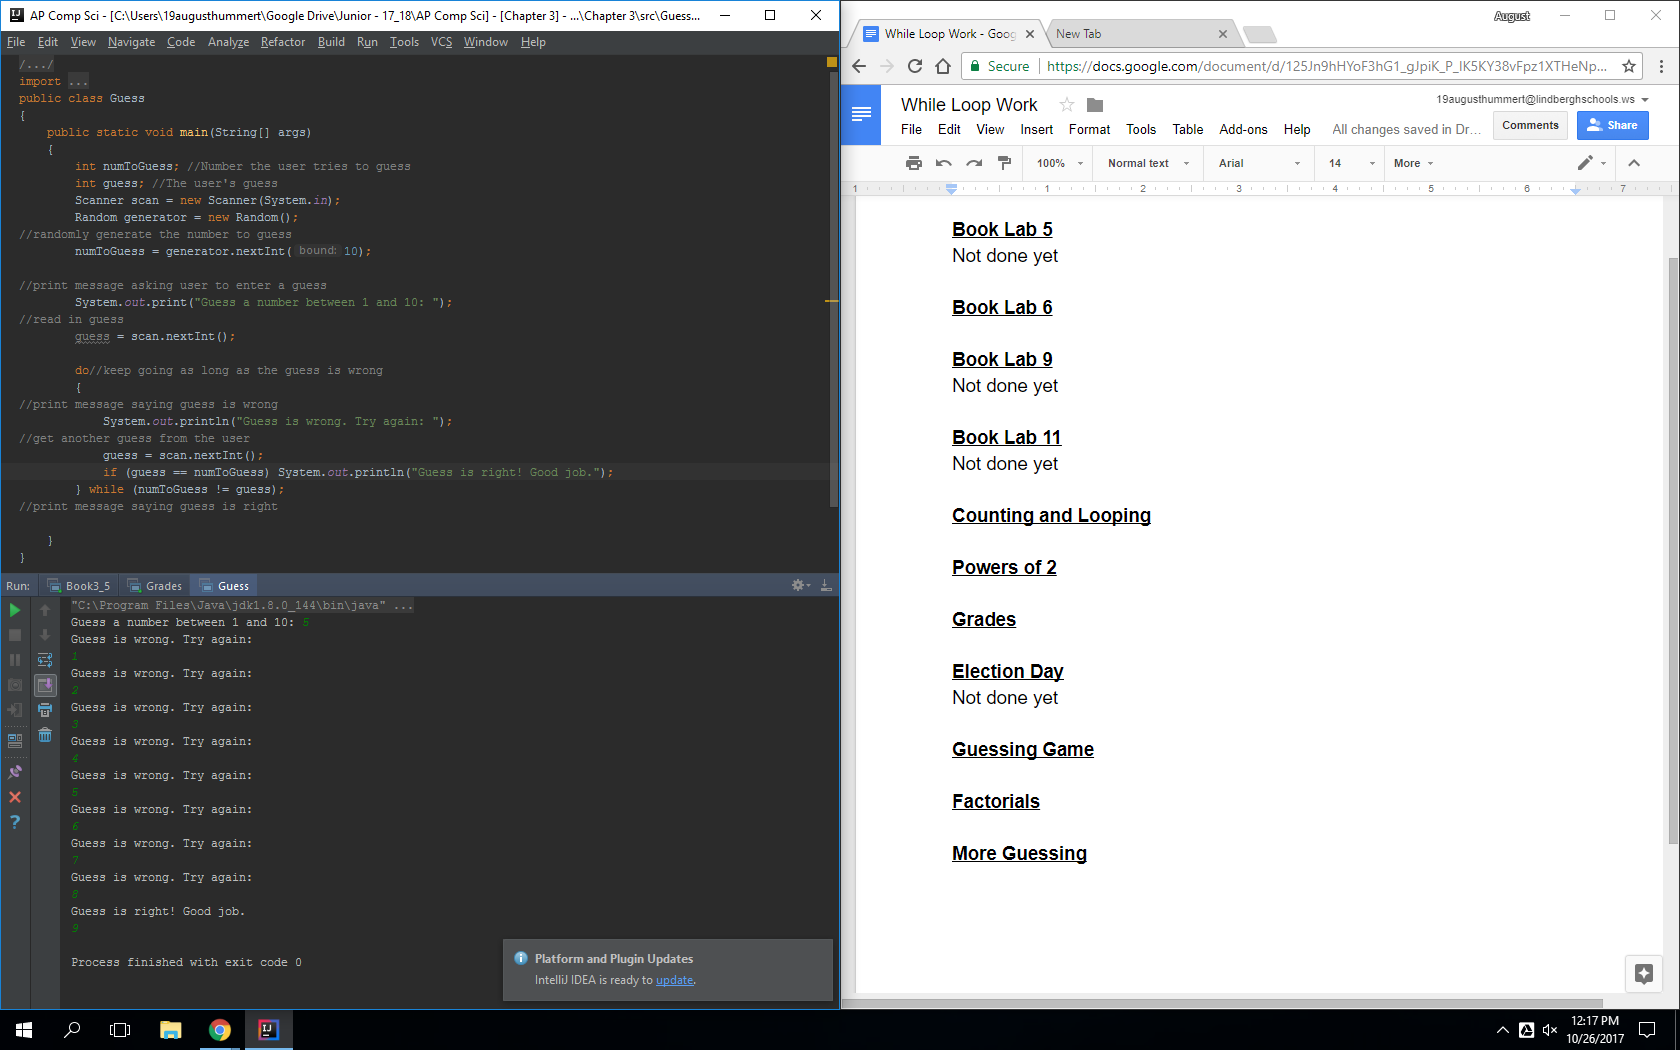 AP Comp Sci - [C:\Users\19augusthummert\Google Drive\Junior - 17_18\AP Comp Sci] - [Chapter 3] - ...\Chapter 3\src\Guess...
File Edit View Navigate Code Analyze Refactor Build Run Tools VCS Window Help
/.../
import ...
public class Guess
{
public static void main(String[] args)
{
int numToGuess; //Number the user tries to guess
int guess; //The user's guess
Scanner scan = new Scanner(System.in);
Random generator = new Random();
//randomly generate the number to guess
numToGuess = generator.nextInt( bound: 10);
//print message asking user to enter a guess
System.out.print("Guess a number between 1 and 10: ");
//read in guess
guess = scan.nextInt();
do//keep going as long as the guess is wrong
{
//print message saying guess is wrong
System.out.println("Guess is wrong. Try again: ");
//get another guess from the user
guess = scan.nextInt();
if (guess == numToGuess) System.out.println("Guess is right! Good job.");
} while (numToGuess != guess);
//print message saying guess is right
}
}
Run: Book3_5 Grades Guess
"C:\Program Files\Java\jdk1.8.0_144\bin\java" ...
Guess a number between 1 and 10: 5
Guess is wrong. Try again:
1
Guess is wrong. Try again:
2
Guess is wrong. Try again:
3
Guess is wrong. Try again:
4
Guess is wrong. Try again:
5
Guess is wrong. Try again:
6
Guess is wrong. Try again:
7
Guess is wrong. Try again:
8
Guess is right! Good job.
9
Process finished with exit code 0
Platform and Plugin Updates
IntelliJ IDEA is ready to update.
August
While Loop Work - Goog
New Tab
Secure
https://docs.google.com/document/d/125Jn9hHYoF3hG1_gJpiK_P_IK5KY38vFpz1XTHeNp...
While Loop Work
19augusthummert@lindberghschools.ws
File Edit View Insert Format Tools Table Add-ons Help All changes saved in Dr...
Comments
Share
100% Normal text Arial 14 More
1 1 2 3 4 5 6 7
Book Lab 5
Not done yet
Book Lab 6
Book Lab 9
Not done yet
Book Lab 11
Not done yet
Counting and Looping
Powers of 2
Grades
Election Day
Not done yet
Guessing Game
Factorials
More Guessing
12:17 PM
10/26/2017